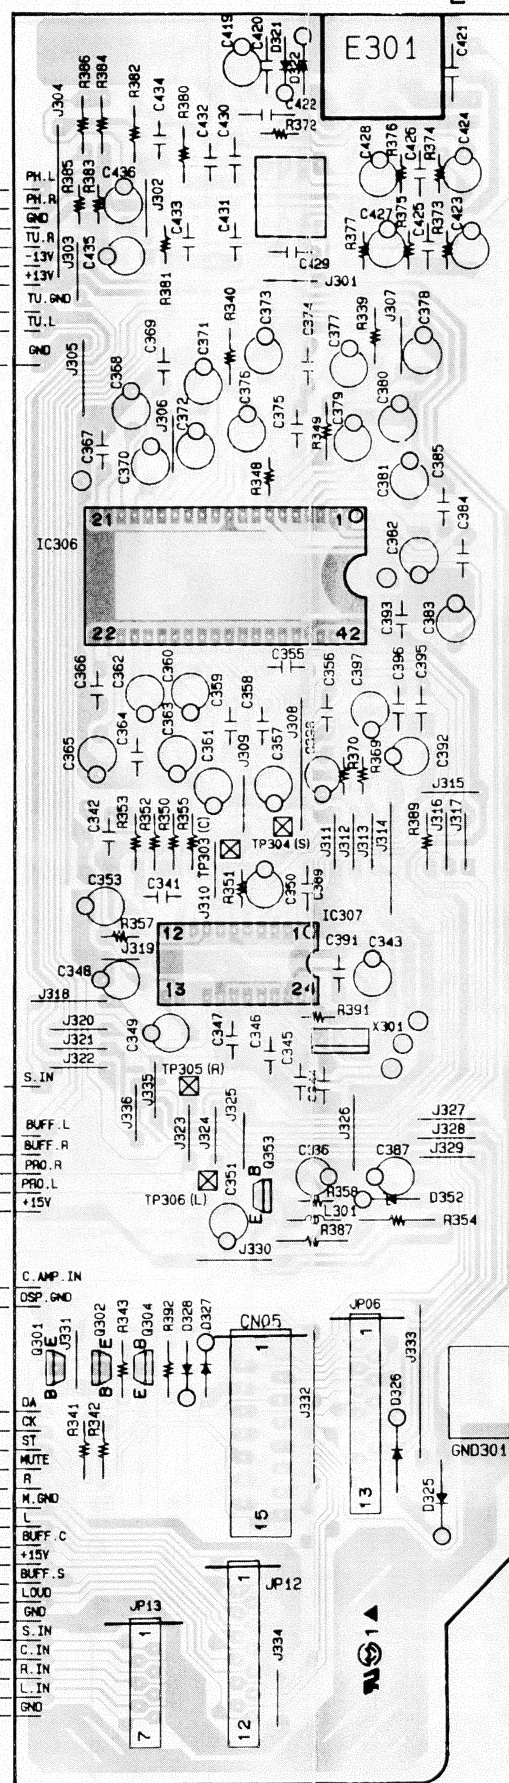 C419
C420
D321
D322
E301
C421
J304
R386
R384
R382
C434
R380
C432
C430
C422
R372
C428
R376
C426
R374
C424
PH.L
PH.R
GND
TU.R
-13V
+13V
TU.GND
TU.L
GND
R385
R383
C436
J302
J303
C435
C433
R381
C431
C429
J301
R377
C427
R375
C425
R373
C423
J305
C368
C369
C371
R340
C373
C374
C377
R339
J307
C378
C367
C370
J306
C372
C376
C375
R348
R349
C379
C380
C381
C385
C384
IC306
21
1
22
42
C382
C393
C383
C355
C366
C362
C360
C363
C359
C358
C356
C397
C396
C395
C365
C364
C361
J309
C357
J308
R370
R369
C392
C342
R353
R352
R350
R355
TP303 (C)
TP304 (S)
J311
J312
J313
J314
R389
J315
J316
J317
C353
C341
J310
R351
C350
C389
R357
J319
C348
J318
12
1
13
24
IC307
C391
C343
R391
J320
J321
J322
C349
C347
C346
C345
X301
S.IN
TP305 (R)
J336
J335
J323
J324
J325
J326
J327
J328
J329
BUFF.L
BUFF.R
PRO.R
PRO.L
+15V
TP306 (L)
C351
B
Q353
E
C336
R358
L301
R387
C387
D352
R354
J330
C.AMP.IN
DSP.GND
Q301
E
B
J331
Q302
E
B
R343
Q304
B
E
R392
D328
D327
CN05
1
15
J332
JP06
1
13
J333
D326
D325
GND301
DA
CK
ST
MUTE
R
M.GND
L
BUFF.C
+15V
BUFF.S
LOUD
GND
S.IN
C.IN
R.IN
L.IN
GND
R341
R342
JP13
1
7
JP12
1
12
J334
1